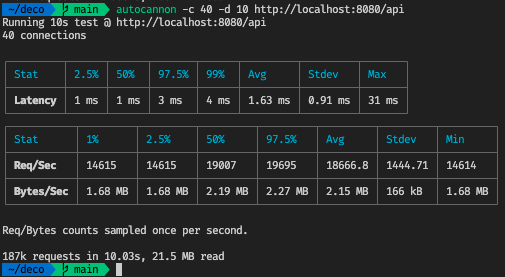 ~/deco main autocannon -c 40 -d 10 http://localhost:8080/api
Running 10s test @ http://localhost:8080/api
40 connections
Stat 2.5% 50% 97.5% 99% Avg Stdev Max
Latency 1 ms 1 ms 3 ms 4 ms 1.63 ms 0.91 ms 31 ms
Stat 1% 2.5% 50% 97.5% Avg Stdev Min
Req/Sec 14615 14615 19007 19695 18666.8 1444.71 14614
Bytes/Sec 1.68 MB 1.68 MB 2.19 MB 2.27 MB 2.15 MB 166 kB 1.68 MB
Req/Bytes counts sampled once per second.
187k requests in 10.03s, 21.5 MB read
~/deco main